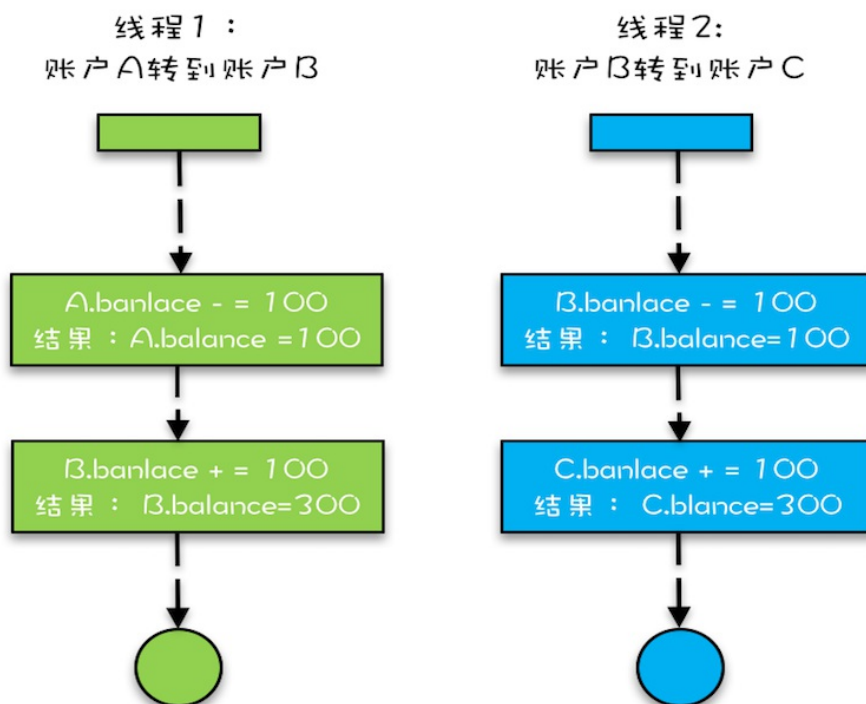 线程1：
账户A转到账户B
A.banlace - = 100
结果：A.balance =100
B.banlace + = 100
结果： B.balance=300
线程2:
账户B转到账户C
B.banlace - = 100
结果： B.balance=100
C.banlace + = 100
结果： C.blance=300